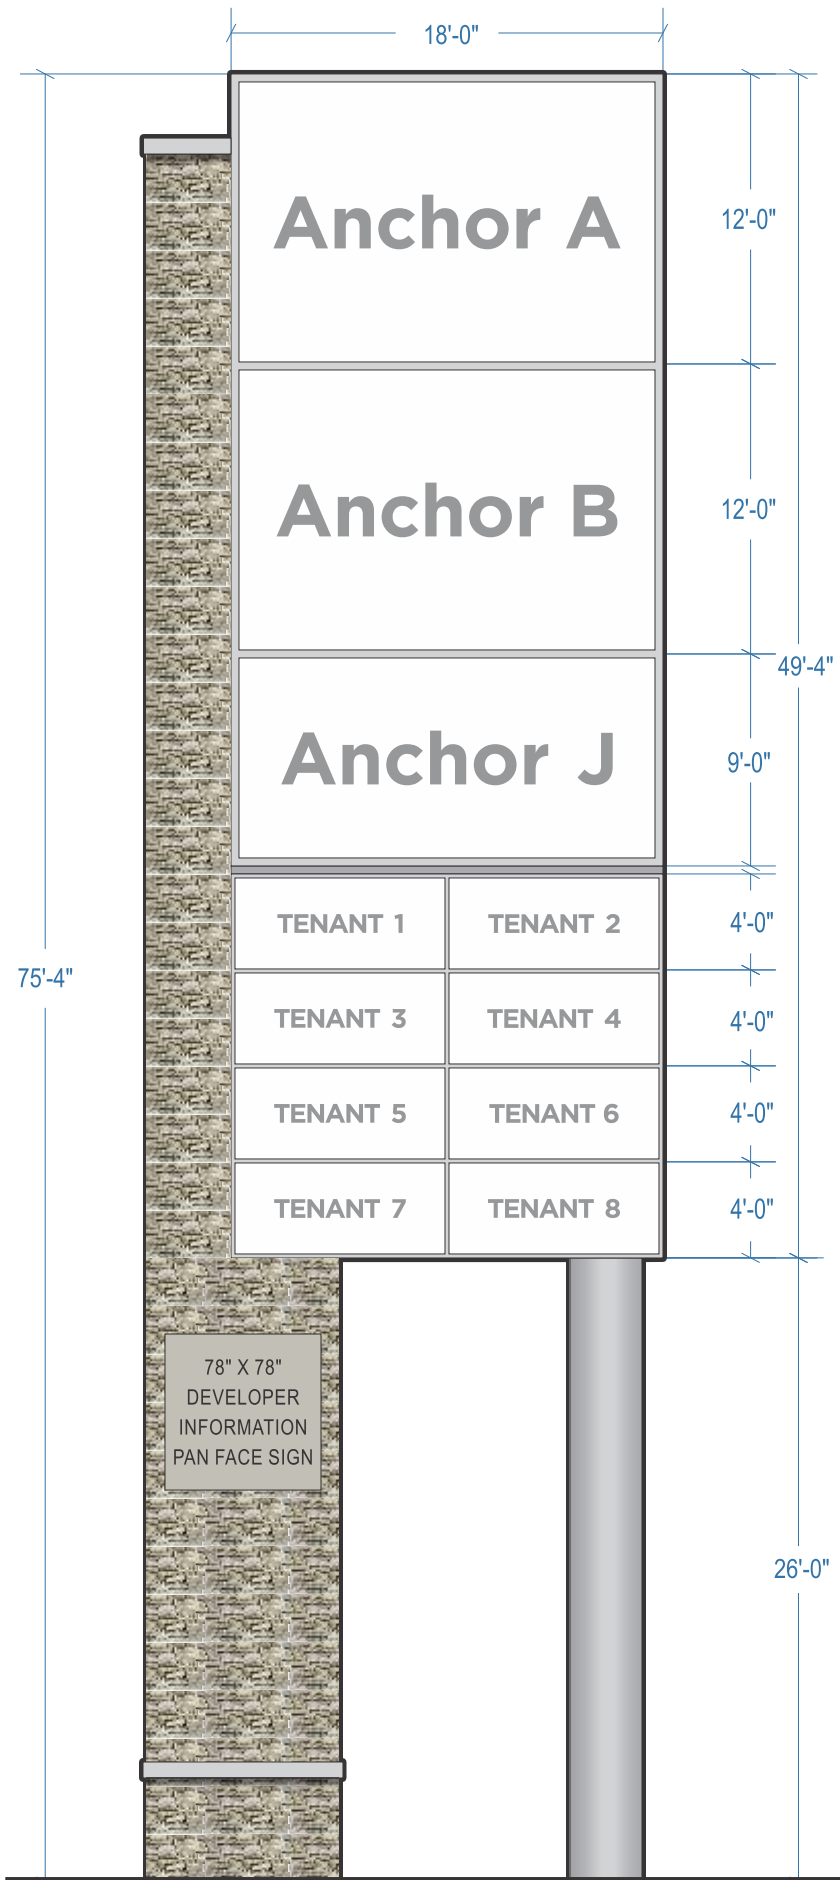 18'-0"
Anchor A
12'-0"
Anchor B
12'-0"
49'-4"
Anchor J
9'-0"
TENANT 1 TENANT 2
4'-0"
75'-4"
TENANT 3 TENANT 4
4'-0"
TENANT 5 TENANT 6
4'-0"
TENANT 7 TENANT 8
4'-0"
78" X 78"
DEVELOPER
INFORMATION
PAN FACE SIGN
26'-0"